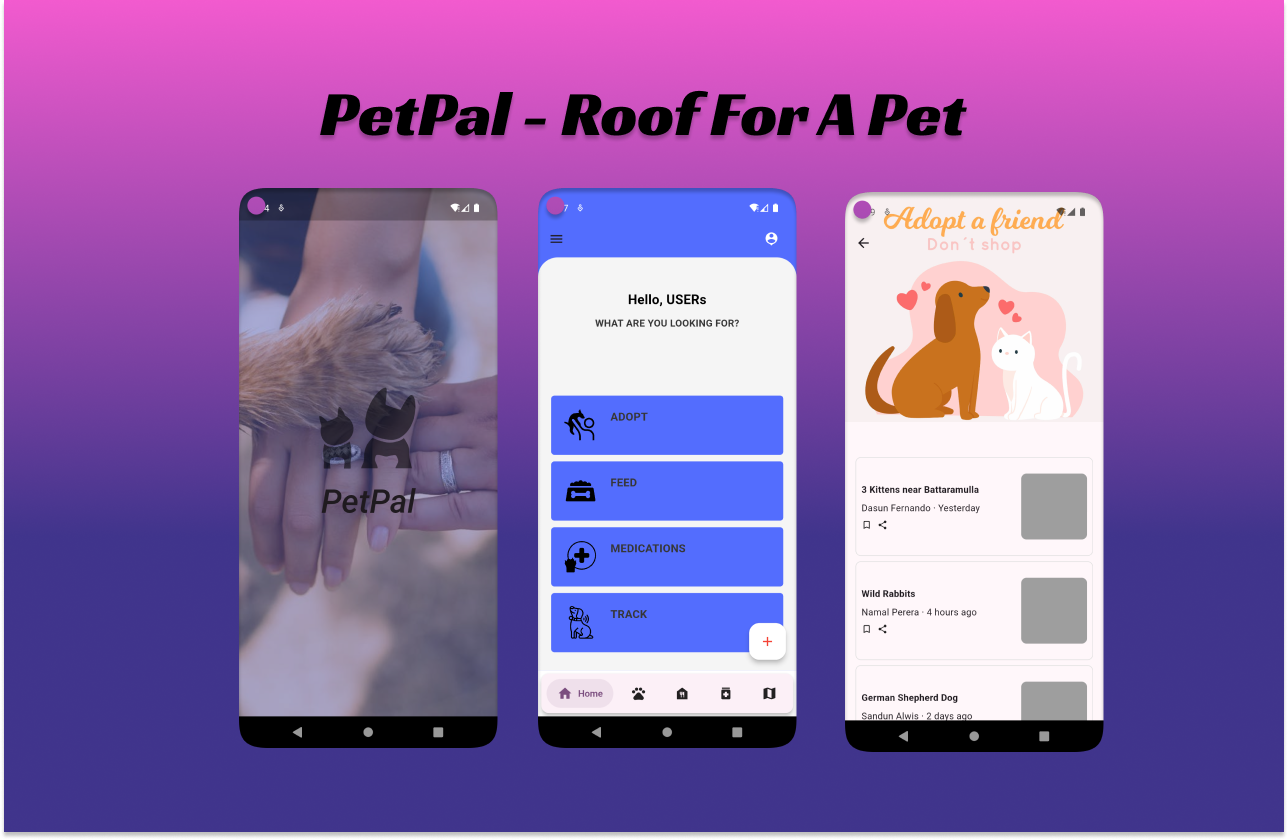 PetPal - Roof For A Pet
4
PetPal
7
Hello, USERs
WHAT ARE YOU LOOKING FOR?
ADOPT
FEED
MEDICATIONS
TRACK
+
Home
9
Adopt a friend
Don´t shop
3 Kittens near Battaramulla
Dasun Fernando · Yesterday
Wild Rabbits
Namal Perera · 4 hours ago
German Shepherd Dog
Sandun Alwis · 2 days ago